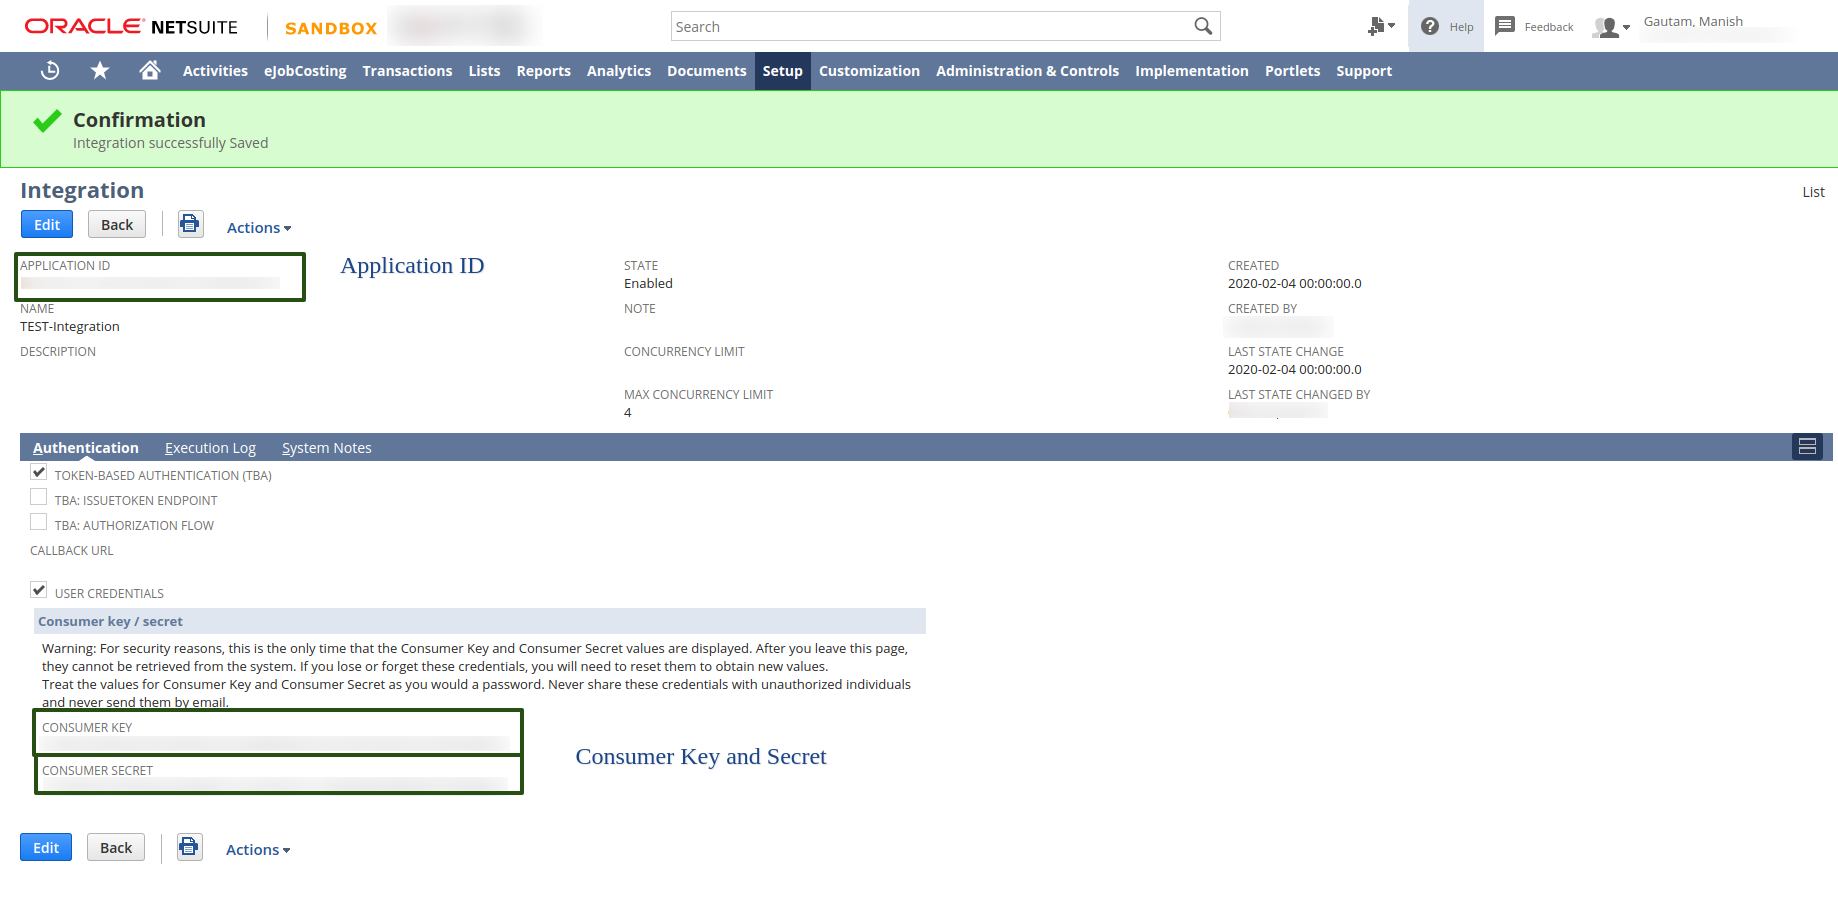 ORACLE NETSUITE SANDBOX Search Help Feedback Gautam, Manish
Activities eJobCosting Transactions Lists Reports Analytics Documents Setup Customization Administration & Controls Implementation Portlets Support
Confirmation
Integration successfully Saved
Integration
List
Edit Back Actions
APPLICATION ID
Application ID
NAME
TEST-Integration
DESCRIPTION
STATE
Enabled
NOTE
CONCURRENCY LIMIT
MAX CONCURRENCY LIMIT
4
CREATED
2020-02-04 00:00:00.0
CREATED BY
LAST STATE CHANGE
2020-02-04 00:00:00.0
LAST STATE CHANGED BY
Authentication Execution Log System Notes
TOKEN-BASED AUTHENTICATION (TBA)
TBA: ISSUETOKEN ENDPOINT
TBA: AUTHORIZATION FLOW
CALLBACK URL
USER CREDENTIALS
Consumer key / secret
Warning: For security reasons, this is the only time that the Consumer Key and Consumer Secret values are displayed. After you leave this page,
they cannot be retrieved from the system. If you lose or forget these credentials, you will need to reset them to obtain new values.
Treat the values for Consumer Key and Consumer Secret as you would a password. Never share these credentials with unauthorized individuals
and never send them by email.
CONSUMER KEY
CONSUMER SECRET
Consumer Key and Secret
Edit Back Actions